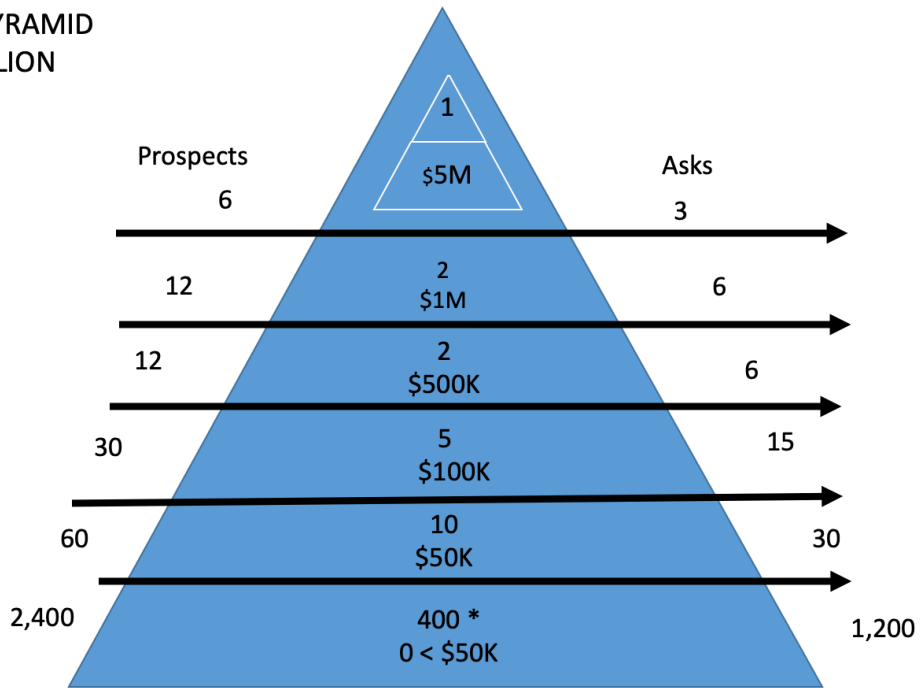 YRAMID
LION
1
Prospects
$5M
Asks
6
3
2
12
$1M
6
2
12
$500K
6
5
30
$100K
15
10
60
$50K
30
2,400
400 *
1,200
0 < $50K